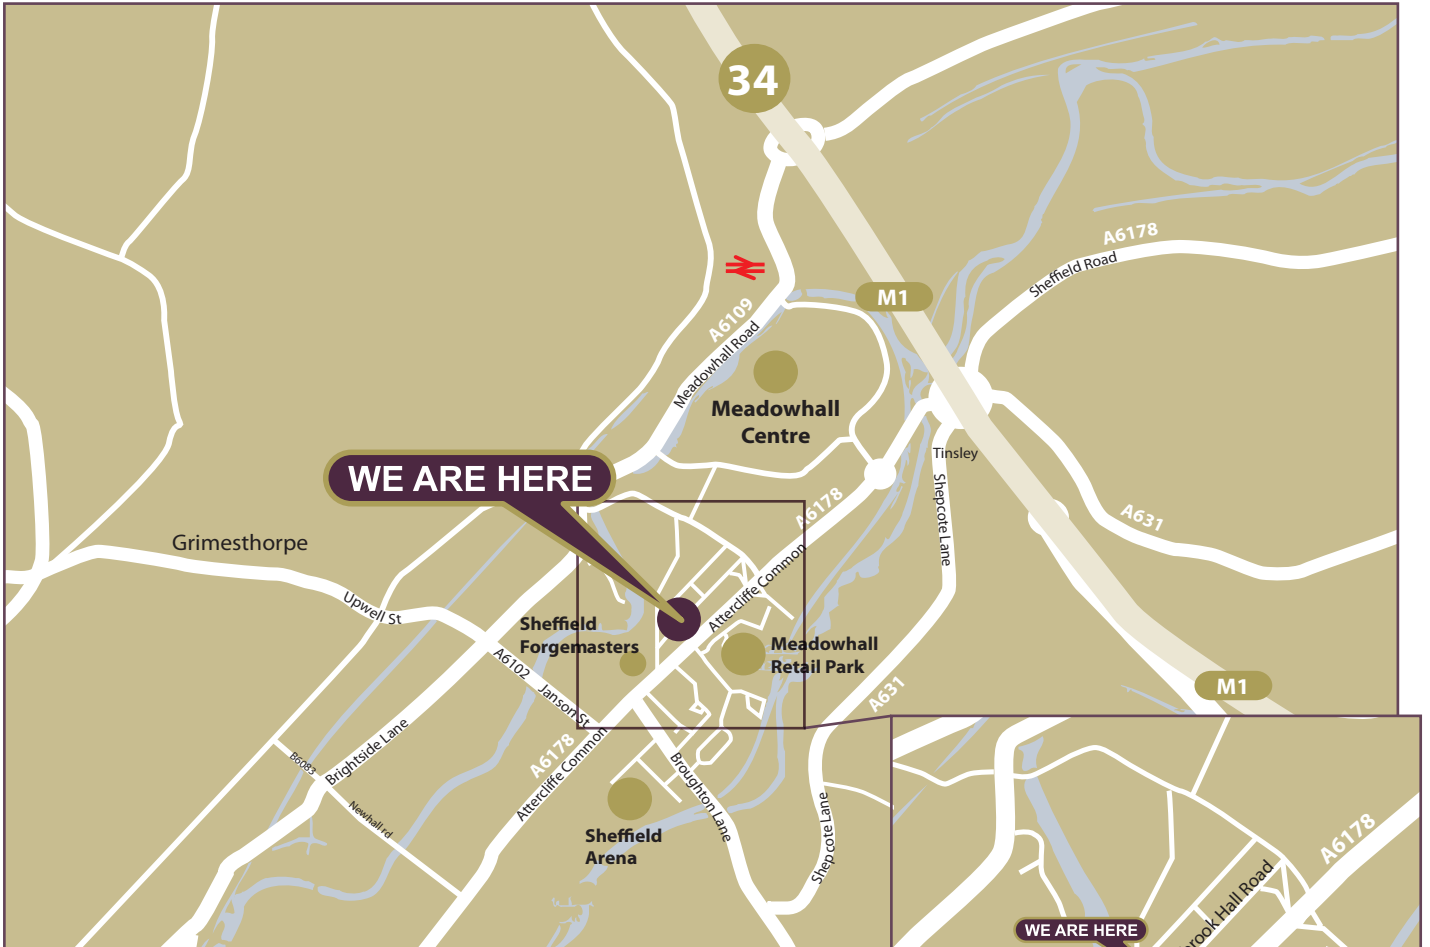 34
A6178
Sheffield Road
M1
A6109
Meadowhall Road
Meadowhall
Centre
Tinsley
WE ARE HERE
A6178
Shepcote Lane
A631
Grimesthorpe
Attercliffe Common
Upwell St
Sheffield
Forgemasters
Meadowhall
Retail Park
A6102
Janson St
A631
M1
A6178
Attercliffe Common
Brightside Lane
B6083
Newhall rd
Broughton Lane
Sheffield
Arena
Shepcote Lane
A6178
rook Hall Road
WE ARE HERE